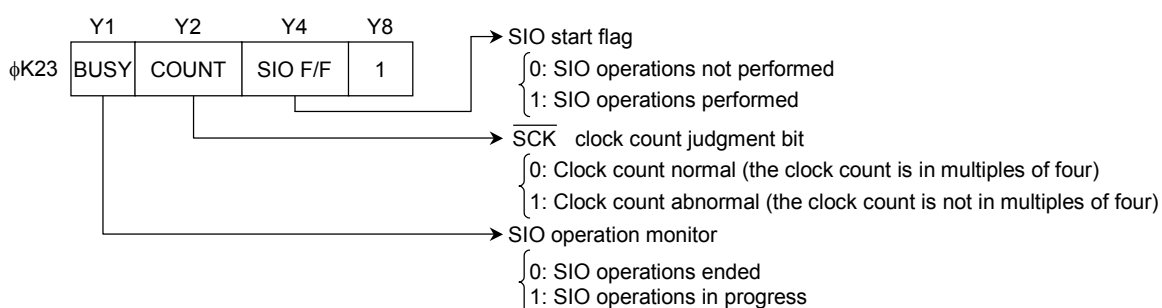 Y1 Y2 Y4 Y8
ϕK23 BUSY COUNT SIO F/F 1
SIO start flag
0: SIO operations not performed
1: SIO operations performed
SCK clock count judgment bit
0: Clock count normal (the clock count is in multiples of four)
1: Clock count abnormal (the clock count is not in multiples of four)
SIO operation monitor
0: SIO operations ended
1: SIO operations in progress